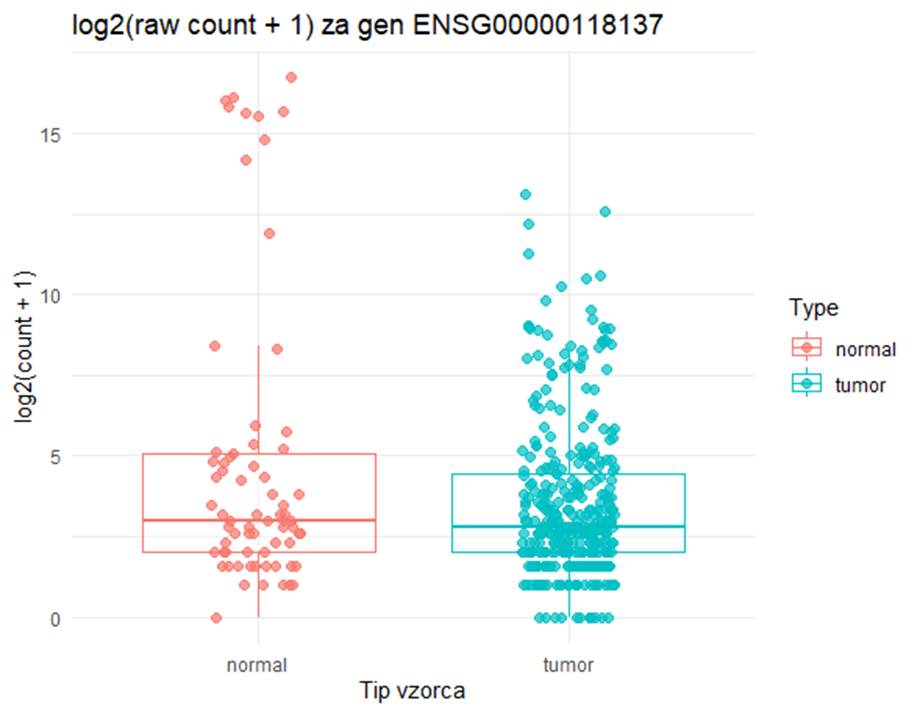 log2(raw count + 1) za gen ENSG00000118137
log2(count + 1)
15
10
5
0
normal
tumor
Tip vzorca
Type
normal
tumor